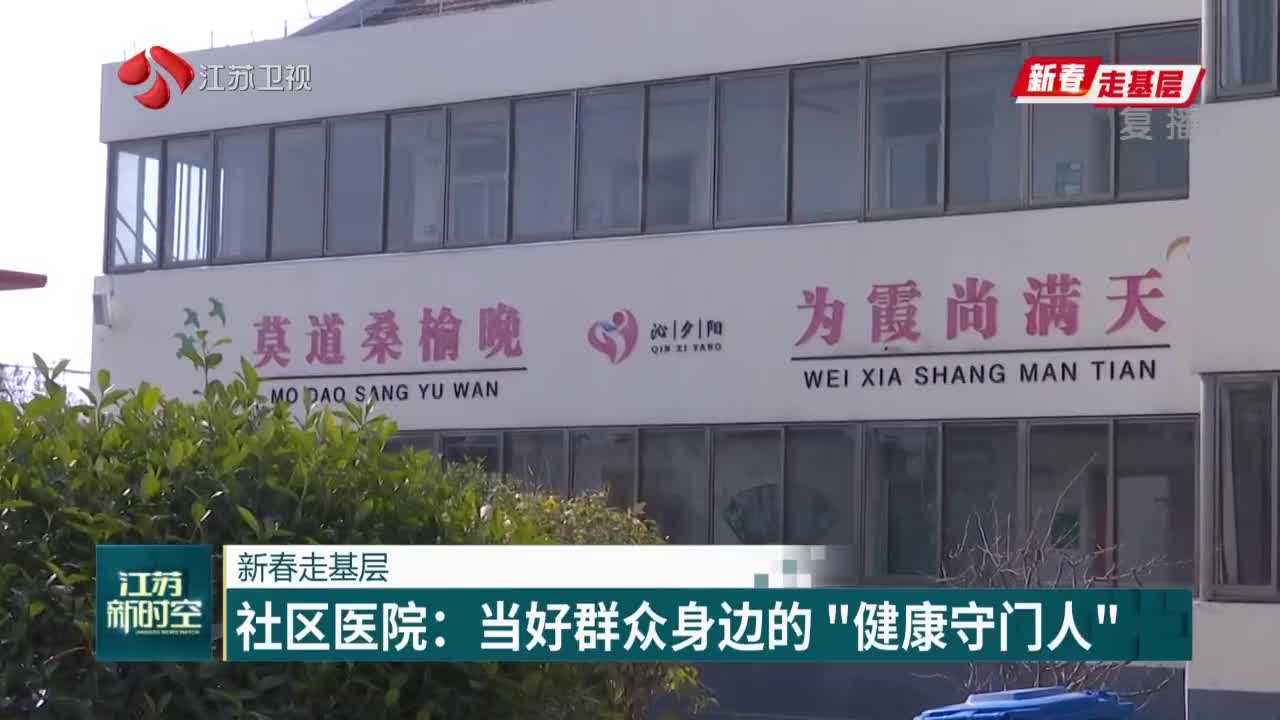 江苏卫视
新春走基层
复播
莫道桑榆晚
MO DAO SANG YU WAN
沁夕阳
QIN XI YANG
为霞尚满天
WEI XIA SHANG MAN TIAN
江苏
新时空
新春走基层
社区医院：当好群众身边的"健康守门人"